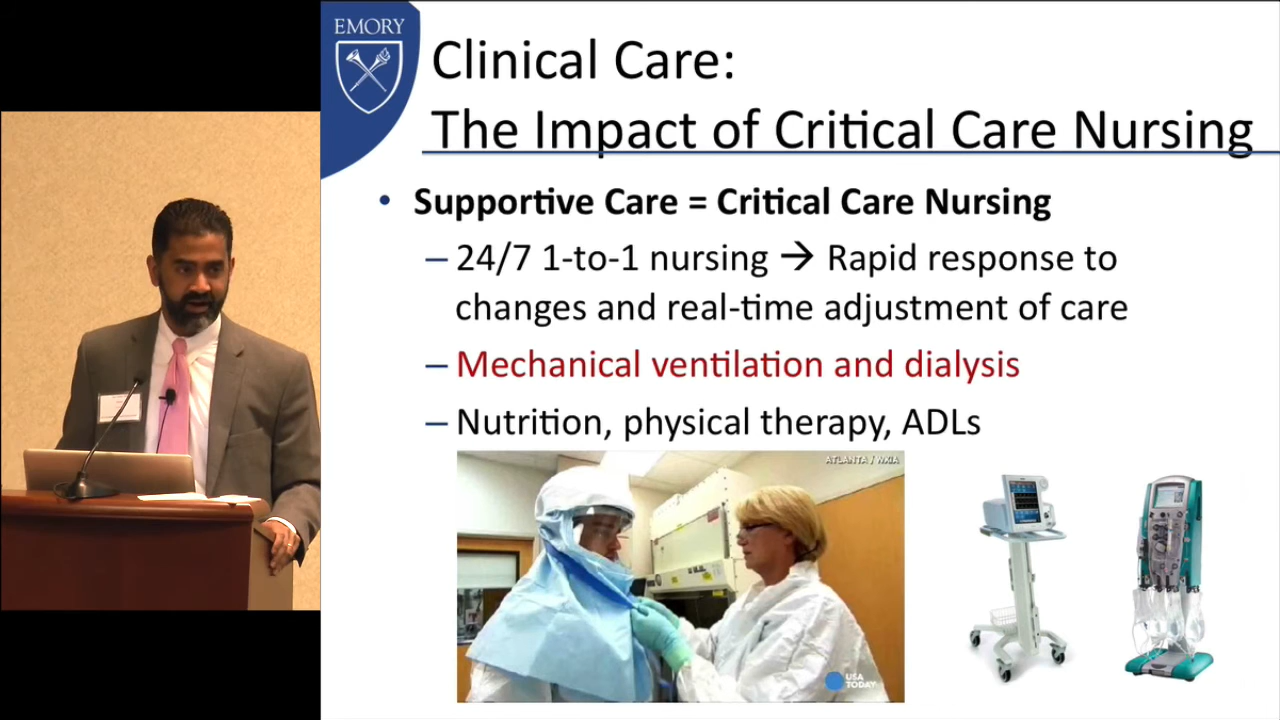 EMORY
Clinical Care:
The Impact of Critical Care Nursing
• Supportive Care = Critical Care Nursing
– 24/7 1-to-1 nursing → Rapid response to
changes and real-time adjustment of care
– Mechanical ventilation and dialysis
– Nutrition, physical therapy, ADLs
ATLANTA / WXIA
USA
TODAY